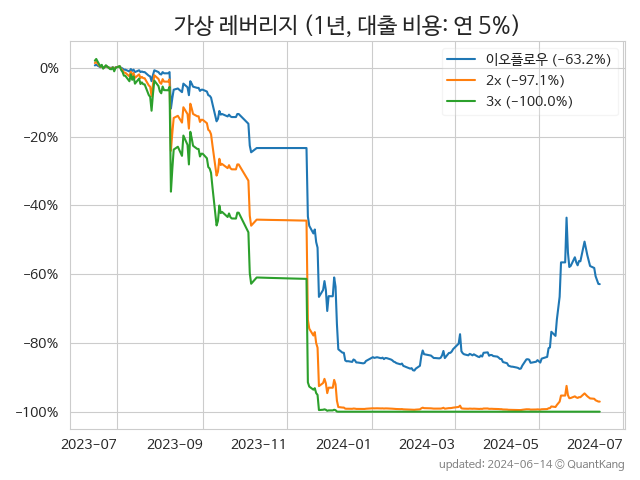 가상 레버리지 (1년, 대출 비용: 연 5%)
이오플로우 (−63.2%)
2x (−97.1%)
3x (−100.0%)
0%
−20%
−40%
−60%
−80%
−100%
2023-07 2023-09 2023-11 2024-01 2024-03 2024-05 2024-07
updated: 2024-06-14 © QuantKang